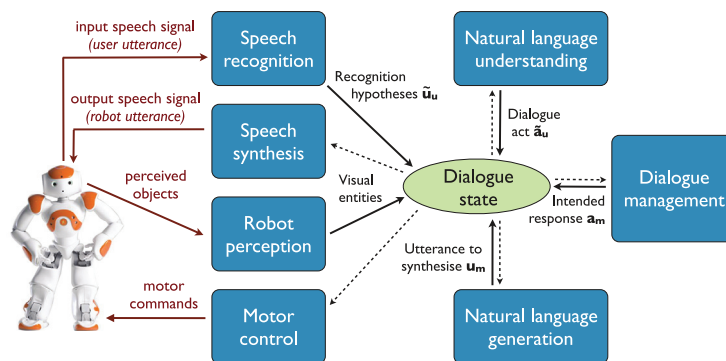 input speech signal
(user utterance)
Speech
recognition
Natural language
understanding
Recognition
hypotheses ũu
output speech signal
(robot utterance)
Speech
synthesis
Dialogue
act ãu
perceived
objects
Visual
entities
Dialogue
state
Dialogue
management
Intended
response am
Robot
perception
Utterance to
synthesise um
motor
commands
Motor
control
Natural language
generation